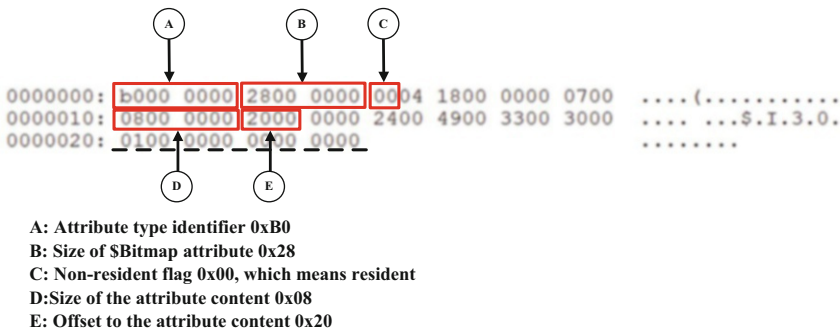 A B C
0000000: b000 0000 2800 0000 0004 1800 0000 0700 ....(...........
0000010: 0800 0000 2000 0000 2400 4900 3300 3000 .... ...$.I.3.0.
0000020: 0100 0000 0000 0000 ........
D E
A: Attribute type identifier 0xB0
B: Size of $Bitmap attribute 0x28
C: Non-resident flag 0x00, which means resident
D:Size of the attribute content 0x08
E: Offset to the attribute content 0x20